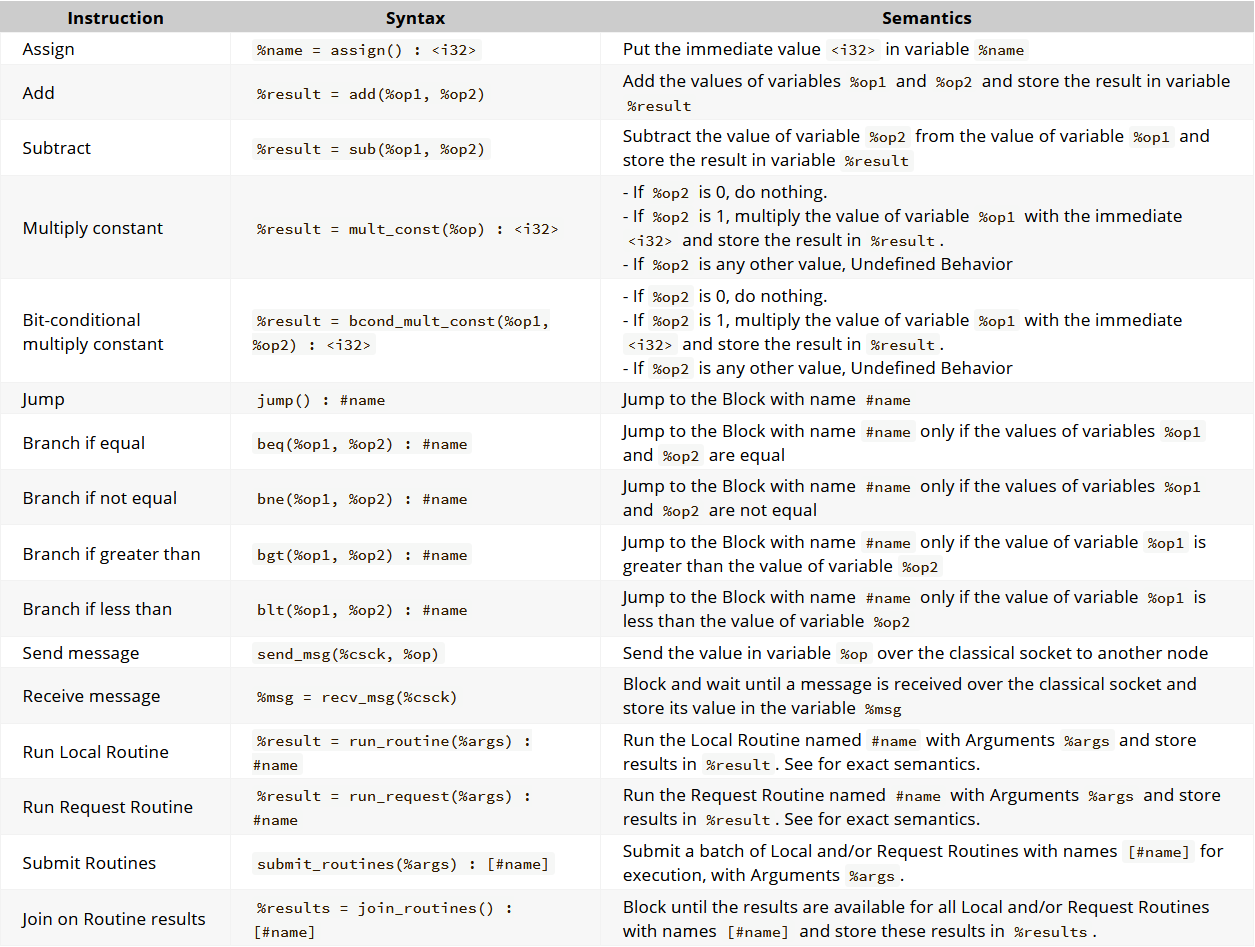 Instruction Syntax Semantics
Assign %name = assign() : <i32> Put the immediate value <i32> in variable %name
Add %result = add(%op1, %op2) Add the values of variables %op1 and %op2 and store the result in variable
%result
Subtract %result = sub(%op1, %op2) Subtract the value of variable %op2 from the value of variable %op1 and
store the result in variable %result
Multiply constant %result = mult_const(%op) : <i32> - If %op2 is 0, do nothing.
- If %op2 is 1, multiply the value of variable %op1 with the immediate
<i32> and store the result in %result.
- If %op2 is any other value, Undefined Behavior
Bit-conditional
multiply constant
%result = bcond_mult_const(%op1,
%op2) : <i32>
- If %op2 is 0, do nothing.
- If %op2 is 1, multiply the value of variable %op1 with the immediate
<i32> and store the result in %result.
- If %op2 is any other value, Undefined Behavior
Jump jump() : #name Jump to the Block with name #name
Branch if equal beq(%op1, %op2) : #name Jump to the Block with name #name only if the values of variables %op1
and %op2 are equal
Branch if not equal bne(%op1, %op2) : #name Jump to the Block with name #name only if the values of variables %op1
and %op2 are not equal
Branch if greater than bgt(%op1, %op2) : #name Jump to the Block with name #name only if the value of variable %op1 is
greater than the value of variable %op2
Branch if less than blt(%op1, %op2) : #name Jump to the Block with name #name only if the value of variable %op1 is
less than the value of variable %op2
Send message send_msg(%csck, %op) Send the value in variable %op over the classical socket to another node
Receive message %msg = recv_msg(%csck) Block and wait until a message is received over the classical socket and
store its value in the variable %msg
Run Local Routine %result = run_routine(%args) :
#name
Run the Local Routine named #name with Arguments %args and store
results in %result. See for exact semantics.
Run Request Routine %result = run_request(%args) :
#name
Run the Request Routine named #name with Arguments %args and store
results in %result. See for exact semantics.
Submit Routines submit_routines(%args) : [#name] Submit a batch of Local and/or Request Routines with names [#name] for
execution, with Arguments %args.
Join on Routine results %results = join_routines() :
[#name]
Block until the results are available for all Local and/or Request Routines
with names [#name] and store these results in %results.